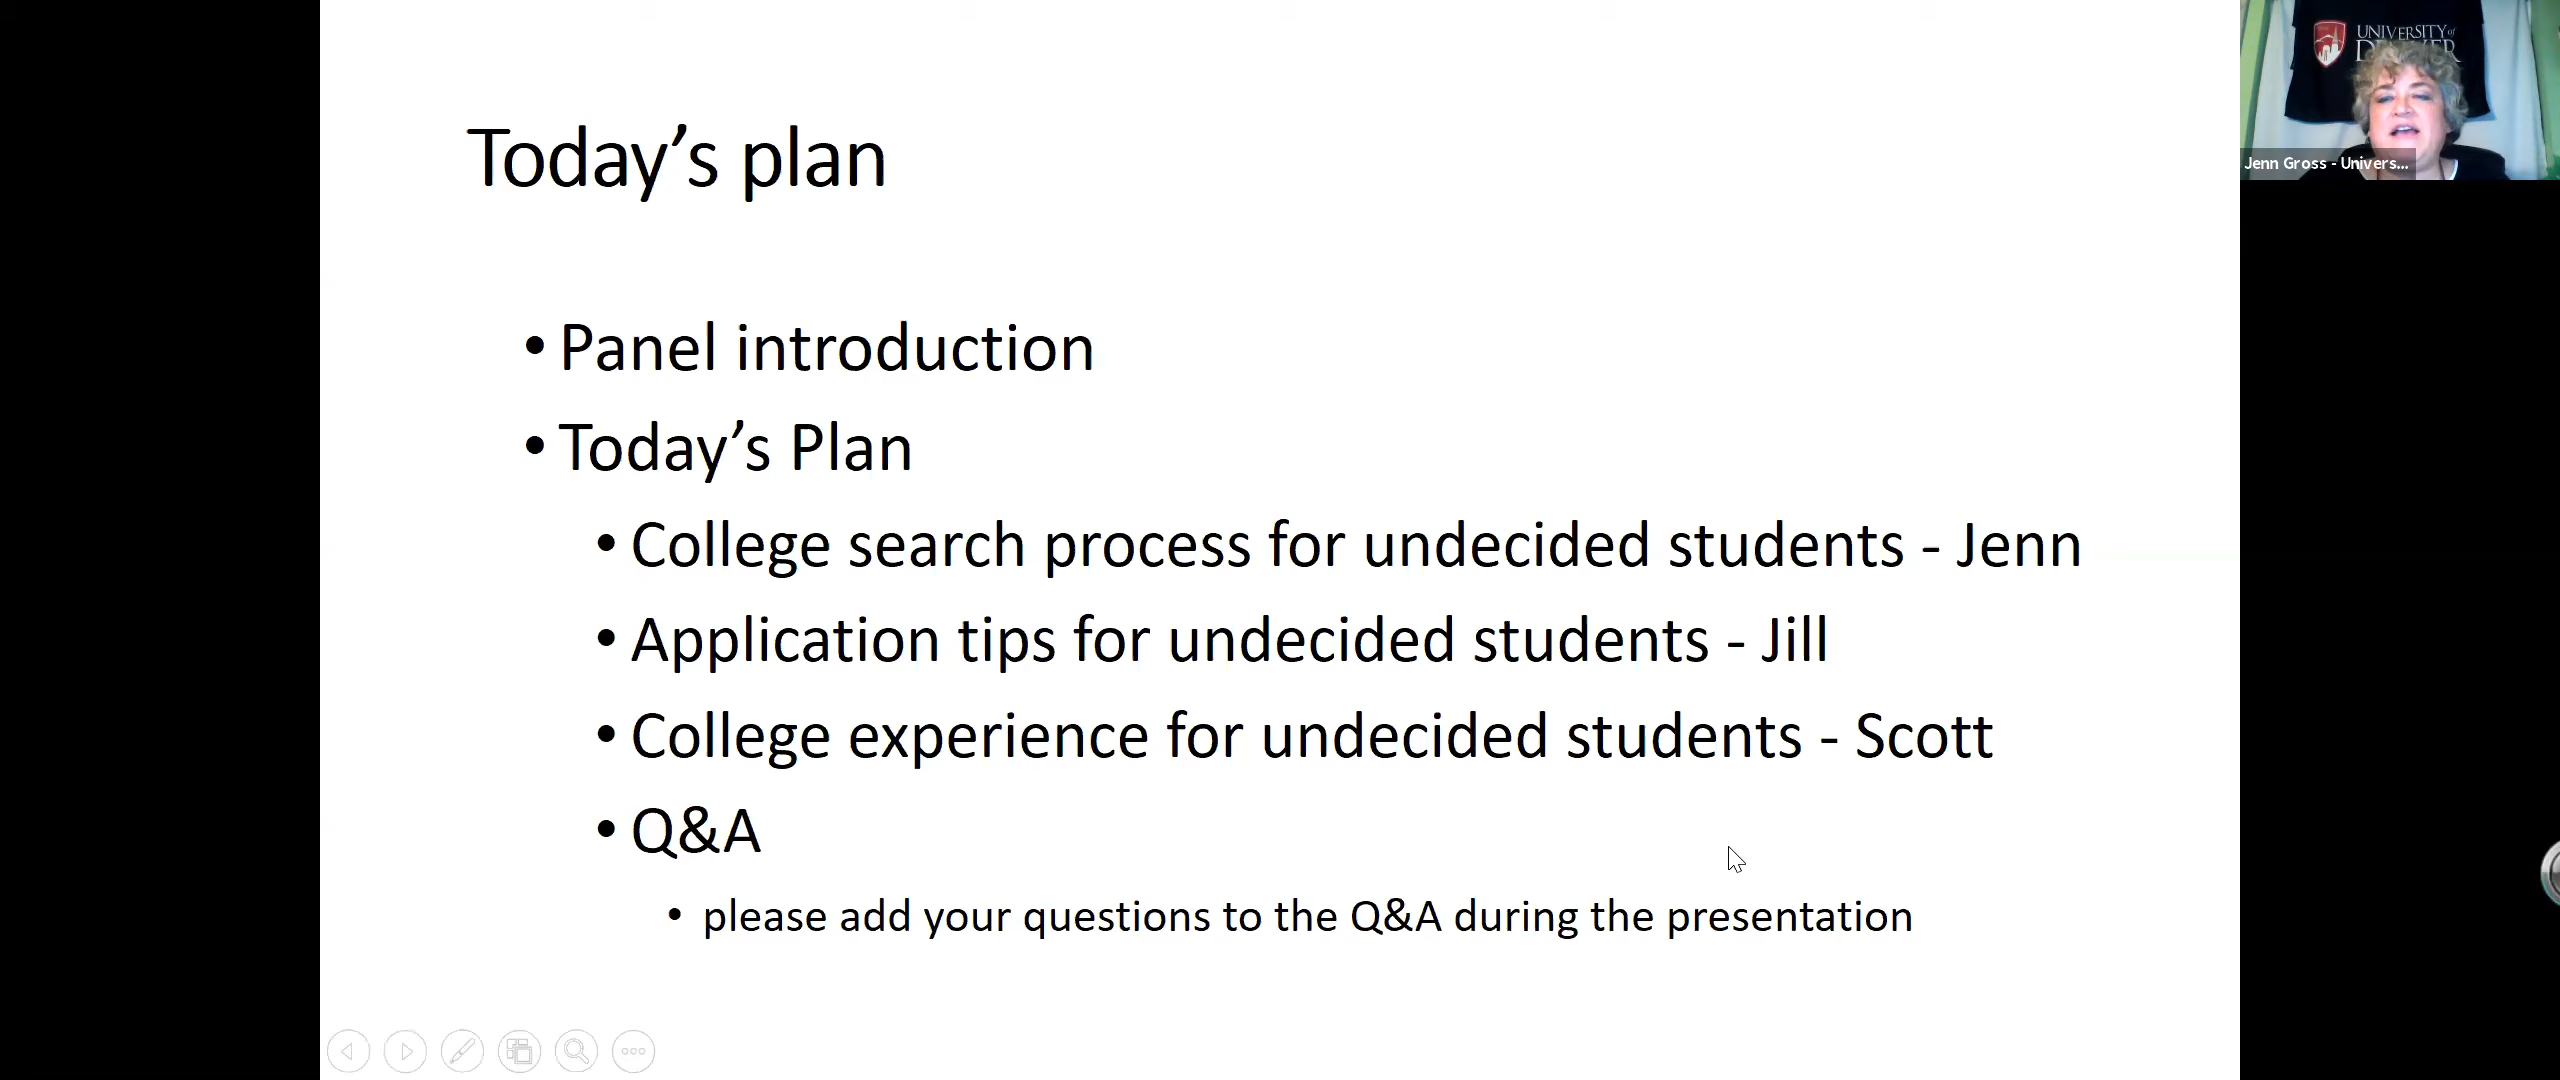 Today’s plan
• Panel introduction
• Today’s Plan
• College search process for undecided students - Jenn
• Application tips for undecided students - Jill
• College experience for undecided students - Scott
• Q&A
• please add your questions to the Q&A during the presentation
UNIVERSITY of
Jenn Gross - Univers...